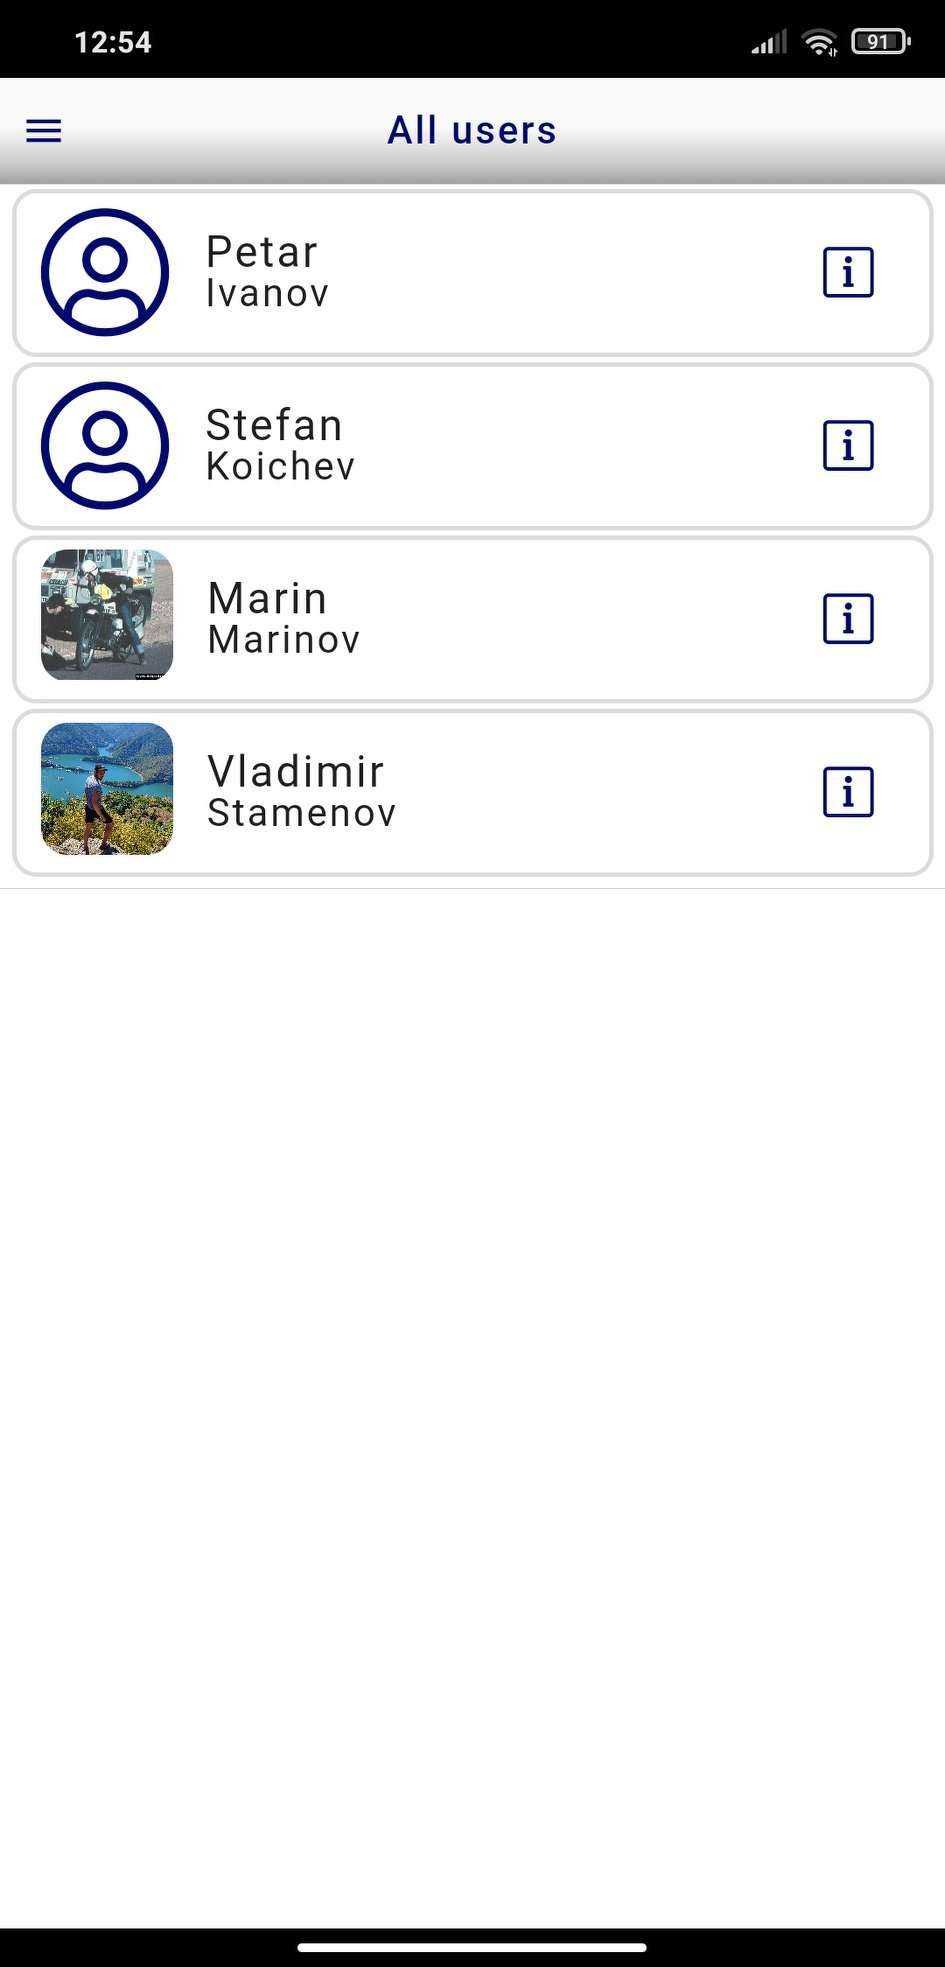 12:54
91
All users
Petar
Ivanov
Stefan
Koichev
Marin
Marinov
Vladimir
Stamenov